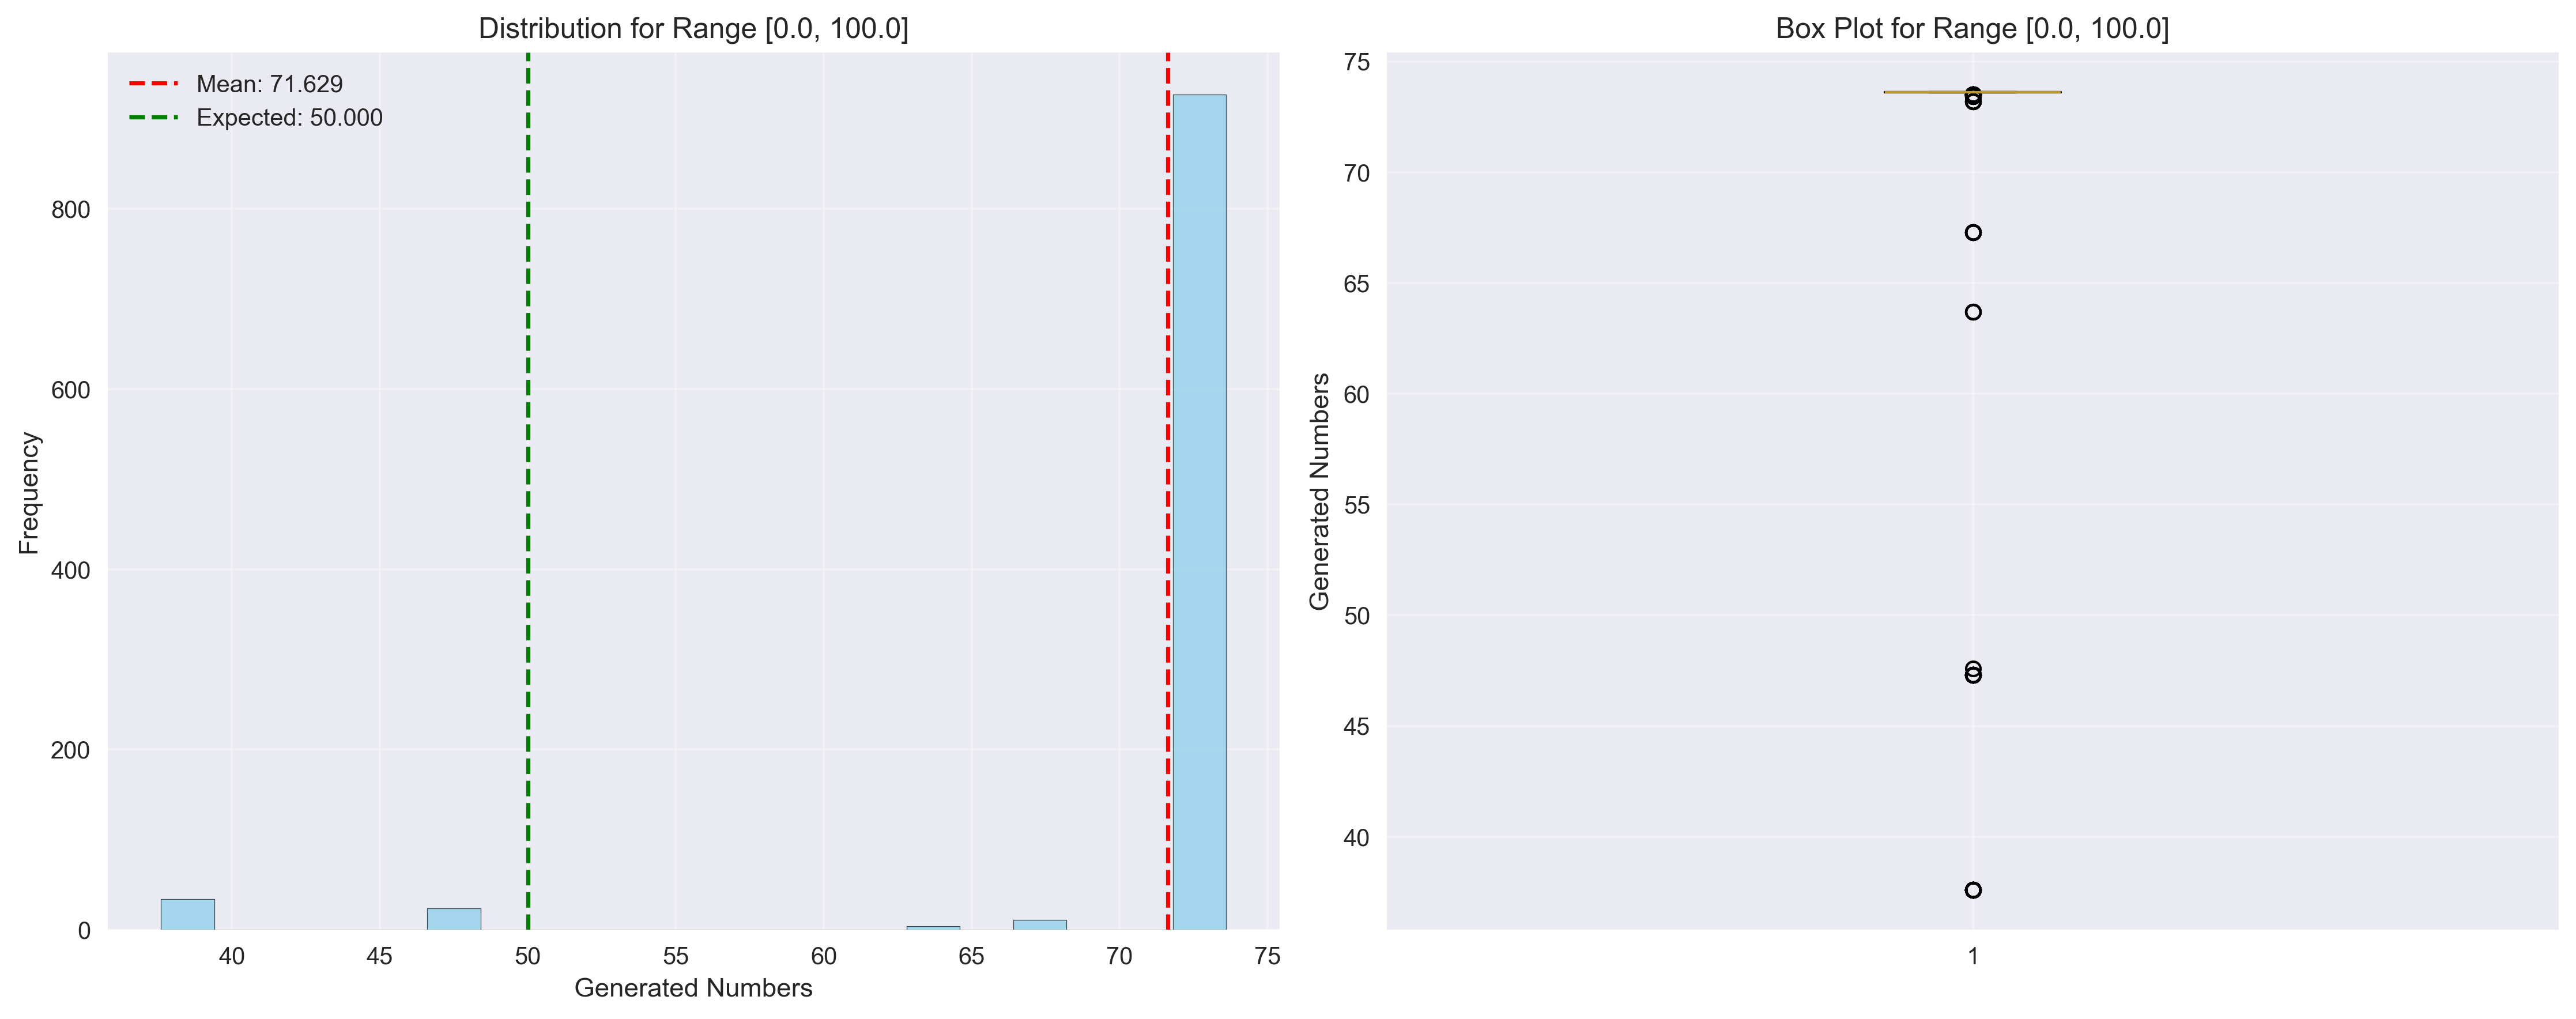 Distribution for Range [0.0, 100.0]
Mean: 71.629
Expected: 50.000
Frequency
800
600
400
200
0
40 45 50 55 60 65 70 75
Generated Numbers
Box Plot for Range [0.0, 100.0]
Generated Numbers
75
70
65
60
55
50
45
40
1